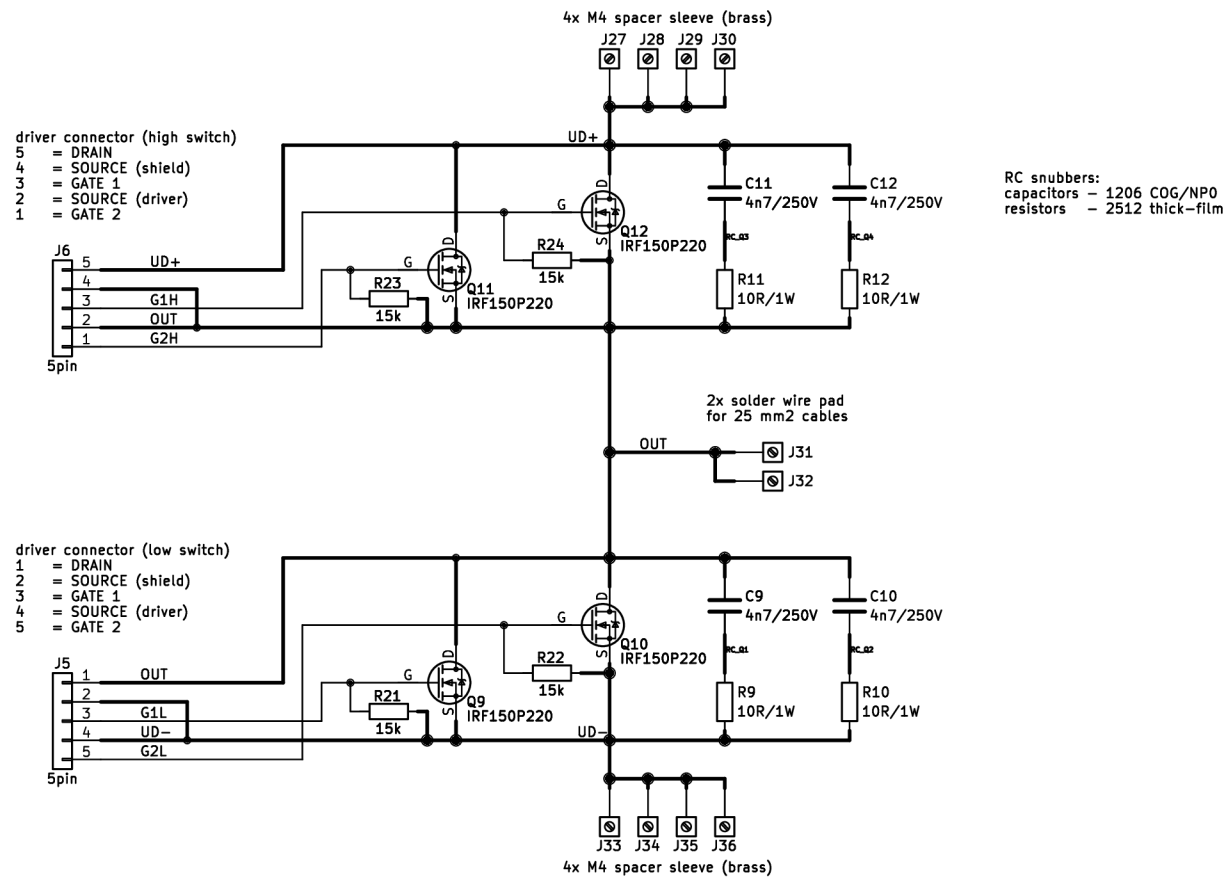 4x M4 spacer sleeve (brass)
J27 J28 J29 J30
driver connector (high switch)
5 = DRAIN
4 = SOURCE (shield)
3 = GATE 1
2 = SOURCE (driver)
1 = GATE 2
UD+
RC snubbers:
capacitors - 1206 COG/NP0
resistors - 2512 thick-film
C11
4n7/250V
C12
4n7/250V
D
G
S
Q12
IRF150P220
RC_Q3
RC_Q4
R24
15k
R11
10R/1W
R12
10R/1W
J6
5 UD+
4
3 G1H
2 OUT
1 G2H
5pin
D
G
S
Q11
IRF150P220
R23
15k
2x solder wire pad
for 25 mm2 cables
OUT
J31
J32
driver connector (low switch)
1 = DRAIN
2 = SOURCE (shield)
3 = GATE 1
4 = SOURCE (driver)
5 = GATE 2
C9
4n7/250V
C10
4n7/250V
D
G
S
Q10
IRF150P220
RC_Q1
RC_Q2
R22
15k
R9
10R/1W
R10
10R/1W
J5
1 OUT
2
3 G1L
4 UD-
5 G2L
5pin
D
G
S
Q9
IRF150P220
R21
15k
UD-
J33 J34 J35 J36
4x M4 spacer sleeve (brass)